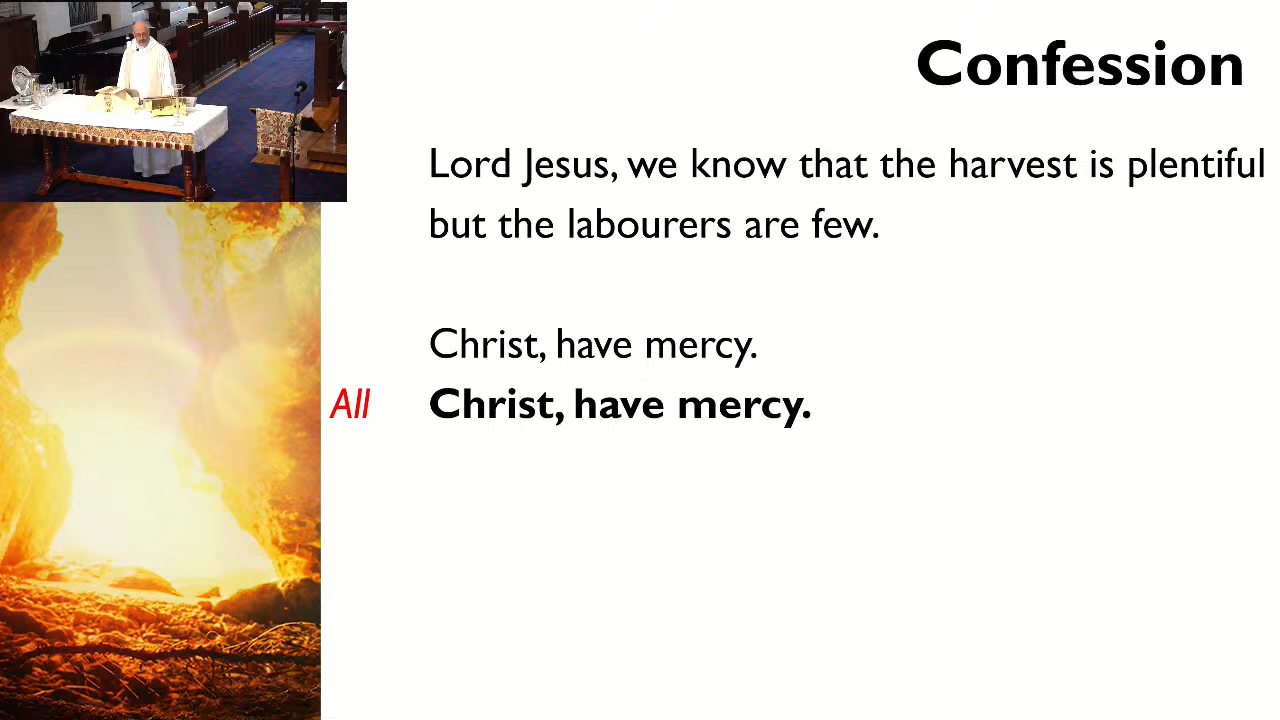 Confession
Lord Jesus, we know that the harvest is plentiful
but the labourers are few.
Christ, have mercy.
All Christ, have mercy.